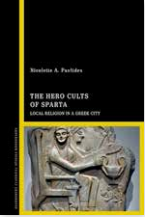 Nicolette A. Pavlides
THE HERO CULTS
OF SPARTA
LOCAL RELIGION IN A GREEK CITY